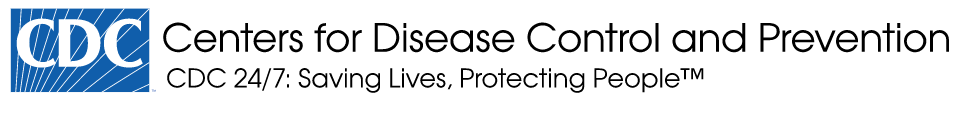 CDC Centers for Disease Control and Prevention
CDC 24/7: Saving Lives, Protecting People™